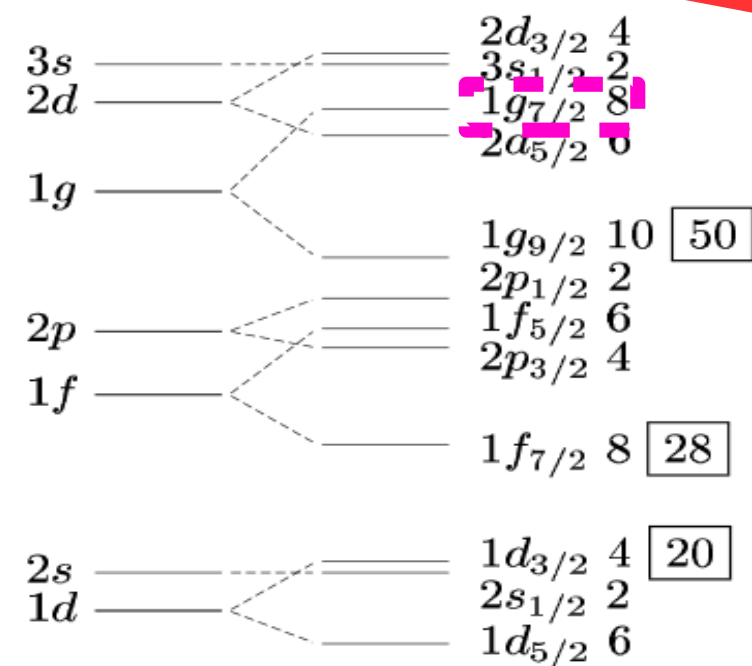 3s
2d
1g
2p
1f
2s
1d
2d3/2 4
3s1/2 2
1g7/2 8
2d5/2 6
1g9/2 10 50
2p1/2 2
1f5/2 6
2p3/2 4
1f7/2 8 28
1d3/2 4 20
2s1/2 2
1d5/2 6